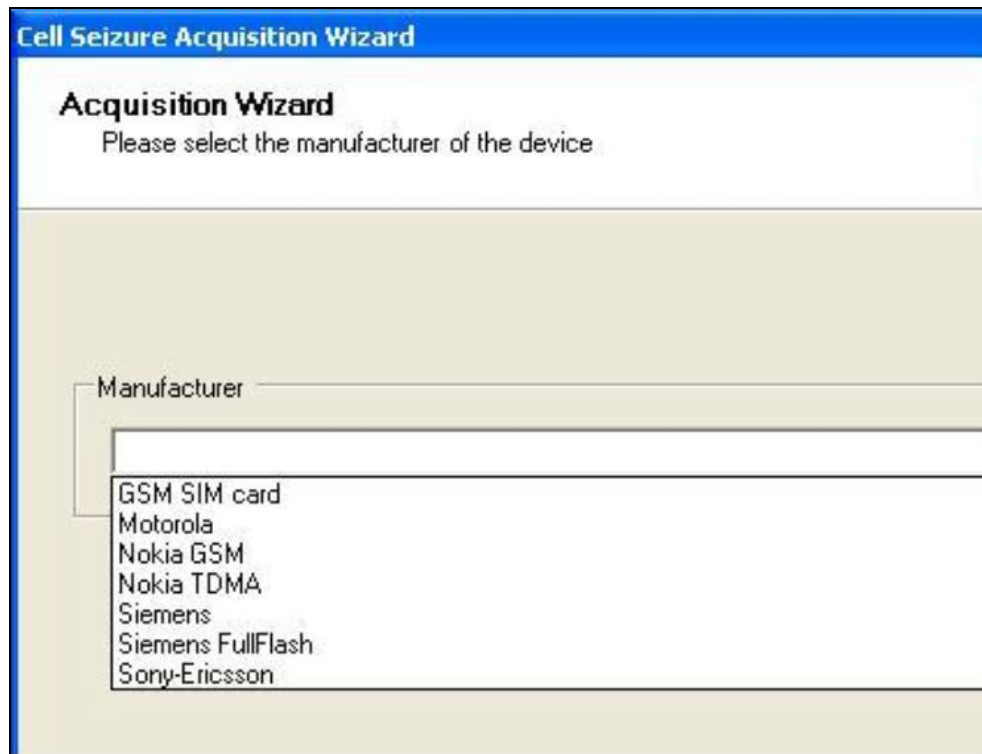 Cell Seizure Acquisition Wizard
Acquisition Wizard
Please select the manufacturer of the device
Manufacturer
GSM SIM card
Motorola
Nokia GSM
Nokia TDMA
Siemens
Siemens FullFlash
Sony-Ericsson